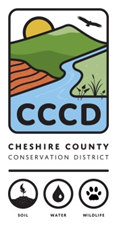 CCCD
CHESHIRE COUNTY
CONSERVATION DISTRICT
SOIL WATER WILDLIFE